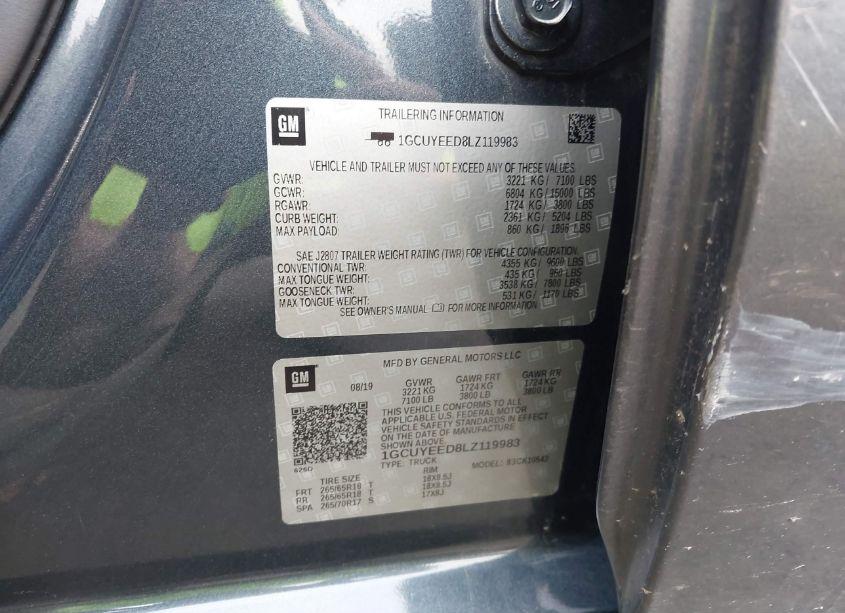 GM
TRAILERING INFORMATION
1GCUYEED8LZ119983
VEHICLE AND TRAILER MUST NOT EXCEED ANY OF THESE VALUES.
GVWR: 3221 KG / 7100 LBS
GCWR: 6804 KG / 15000 LBS
RGAWR: 1724 KG / 3800 LBS
CURB WEIGHT: 2361 KG / 5204 LBS
MAX PAYLOAD: 860 KG / 1896 LBS
SAE J2807 TRAILER WEIGHT RATING (TWR) FOR VEHICLE CONFIGURATION.
CONVENTIONAL TWR: 4355 KG / 9600 LBS
MAX TONGUE WEIGHT: 435 KG / 960 LBS
GOOSENECK TWR: 3538 KG / 7800 LBS
MAX TONGUE WEIGHT: 531 KG / 1170 LBS
SEE OWNER'S MANUAL FOR MORE INFORMATION.
GM
MFD BY GENERAL MOTORS LLC
08/19 GVWR GAWR FRT GAWR RR
3221 KG 1724 KG 1724 KG
7100 LB 3800 LB 3800 LB
THIS VEHICLE CONFORMS TO ALL
APPLICABLE U.S. FEDERAL MOTOR
VEHICLE SAFETY STANDARDS IN EFFECT
ON THE DATE OF MANUFACTURE
SHOWN ABOVE.
1GCUYEED8LZ119983
TYPE: TRUCK MODEL: 83CK10543
TIRE SIZE RIM
FRT 265/65R18 T 18X8.5J
RR 265/65R18 T 18X8.5J
SPA 265/70R17 S 17X8J